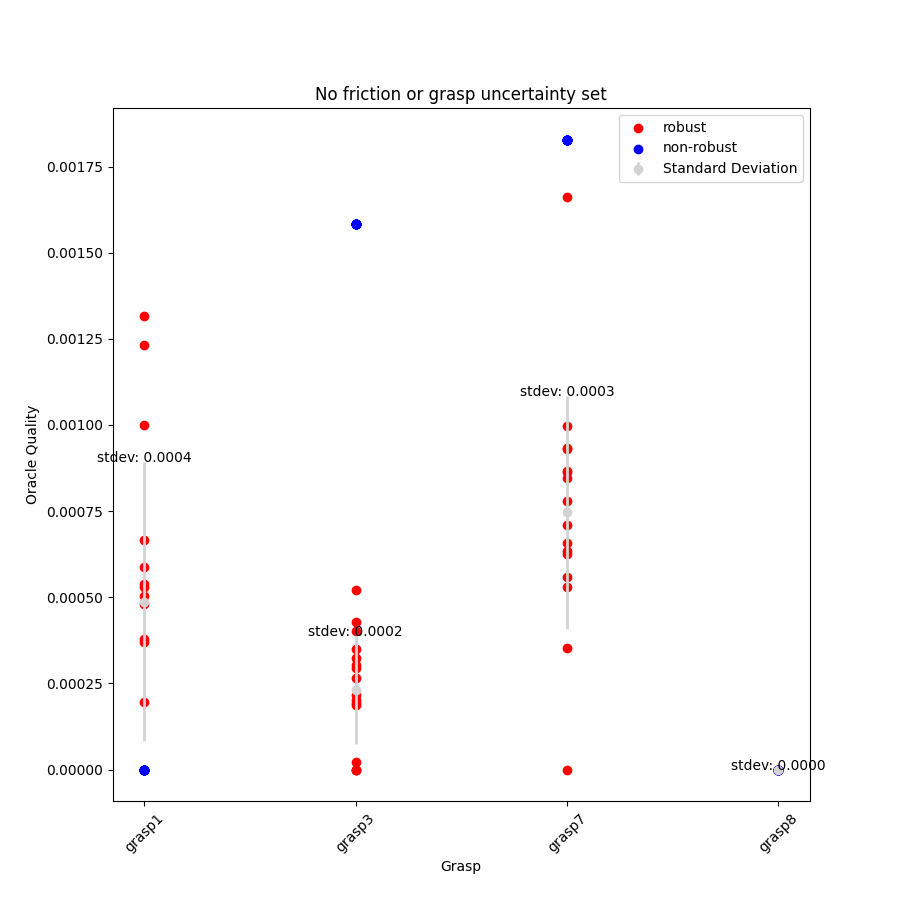 No friction or grasp uncertainty set
robust
non-robust
Standard Deviation
0.00175
0.00150
0.00125
0.00100
0.00075
0.00050
0.00025
0.00000
Oracle Quality
stdev: 0.0004
stdev: 0.0002
stdev: 0.0003
stdev: 0.0000
grasp1
grasp3
grasp7
grasp8
Grasp